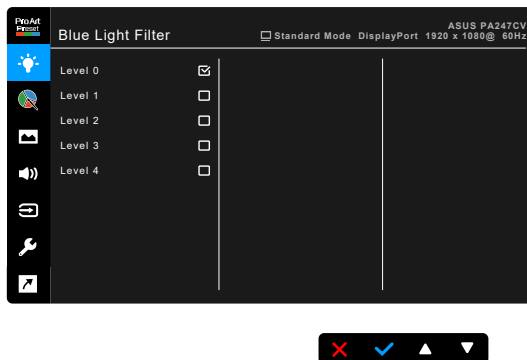 ProArt
Preset
Blue Light Filter
ASUS PA247CV
Standard Mode DisplayPort 1920 x 1080@ 60Hz
Level 0
Level 1
Level 2
Level 3
Level 4